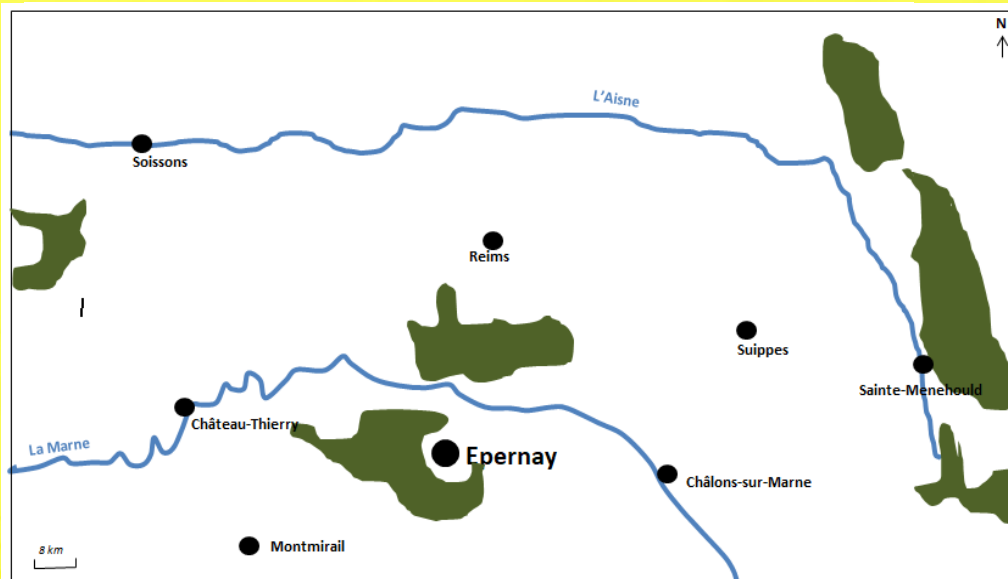 N
L'Aisne
Soissons
Reims
Suippes
Sainte-Menehould
Château-Thierry
La Marne
Epernay
Châlons-sur-Marne
Montmirail
8 km